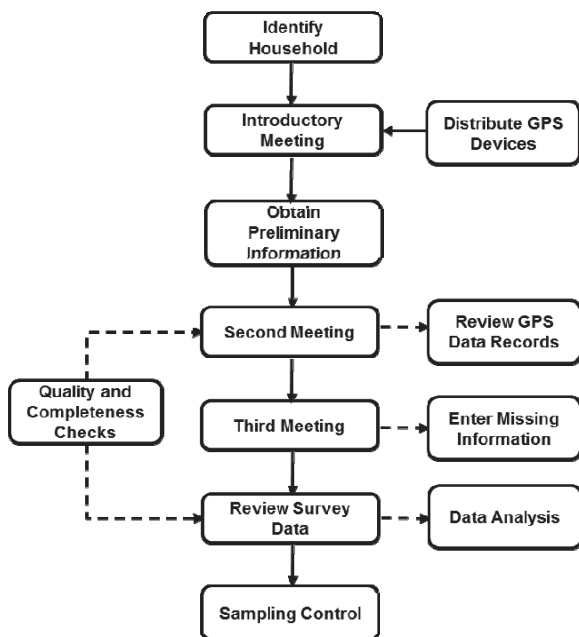 Identify
Household
Introductory
Meeting
Distribute GPS
Devices
Obtain
Preliminary
Information
Second Meeting
Review GPS
Data Records
Quality and
Completeness
Checks
Third Meeting
Enter Missing
Information
Review Survey
Data
Data Analysis
Sampling Control